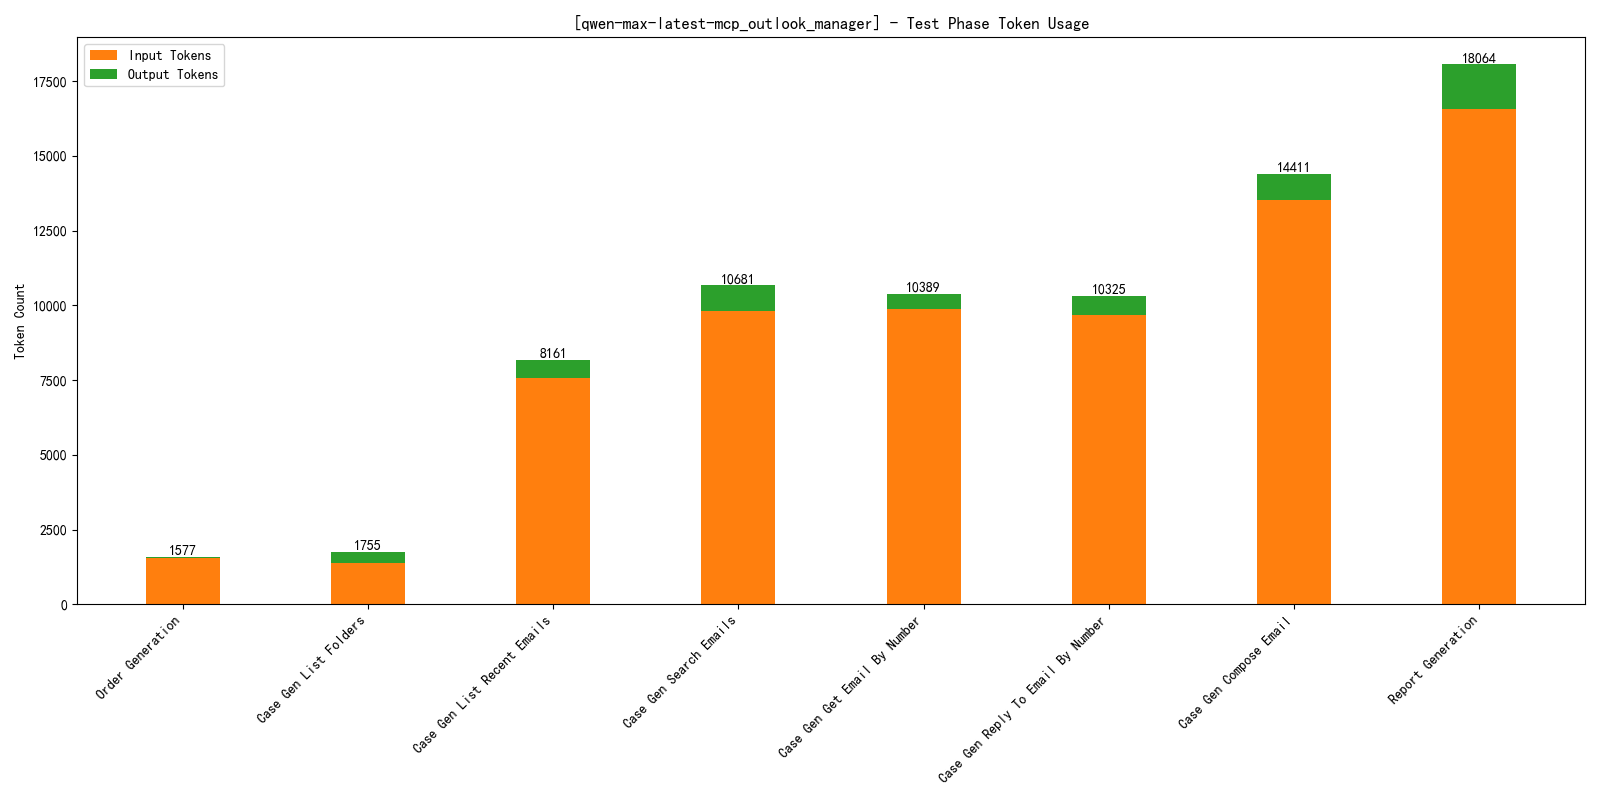 [qwen-max-latest-mcp_outlook_manager] - Test Phase Token Usage
Input Tokens
Output Tokens
Token Count
17500
15000
12500
10000
7500
5000
2500
0
1577
1755
8161
10681
10389
10325
14411
18064
Order Generation
Case Gen List Folders
Case Gen List Recent Emails
Case Gen Search Emails
Case Gen Get Email By Number
Case Gen Reply To Email By Number
Case Gen Compose Email
Report Generation